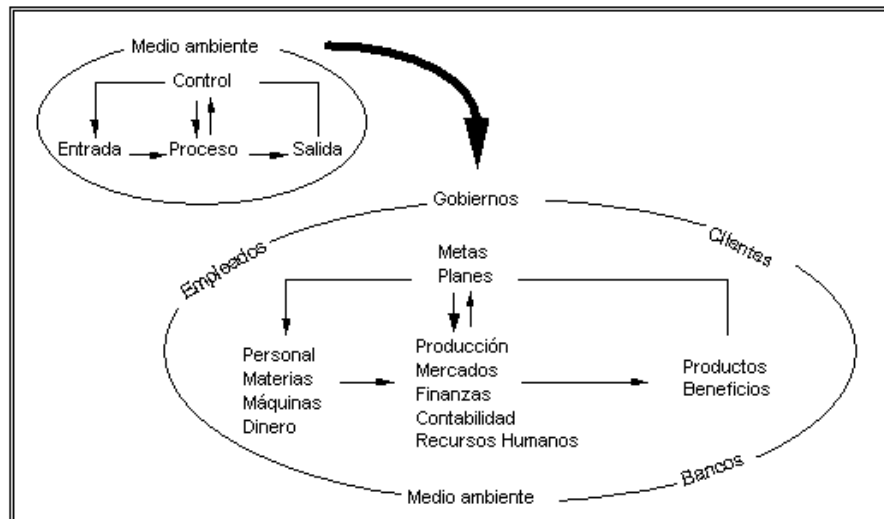 Medio ambiente
Control
Entrada
Proceso
Salida
Gobiernos
Empleados
Clientes
Metas
Planes
Personal
Materias
Máquinas
Dinero
Producción
Mercados
Finanzas
Contabilidad
Recursos Humanos
Productos
Beneficios
Bancos
Medio ambiente